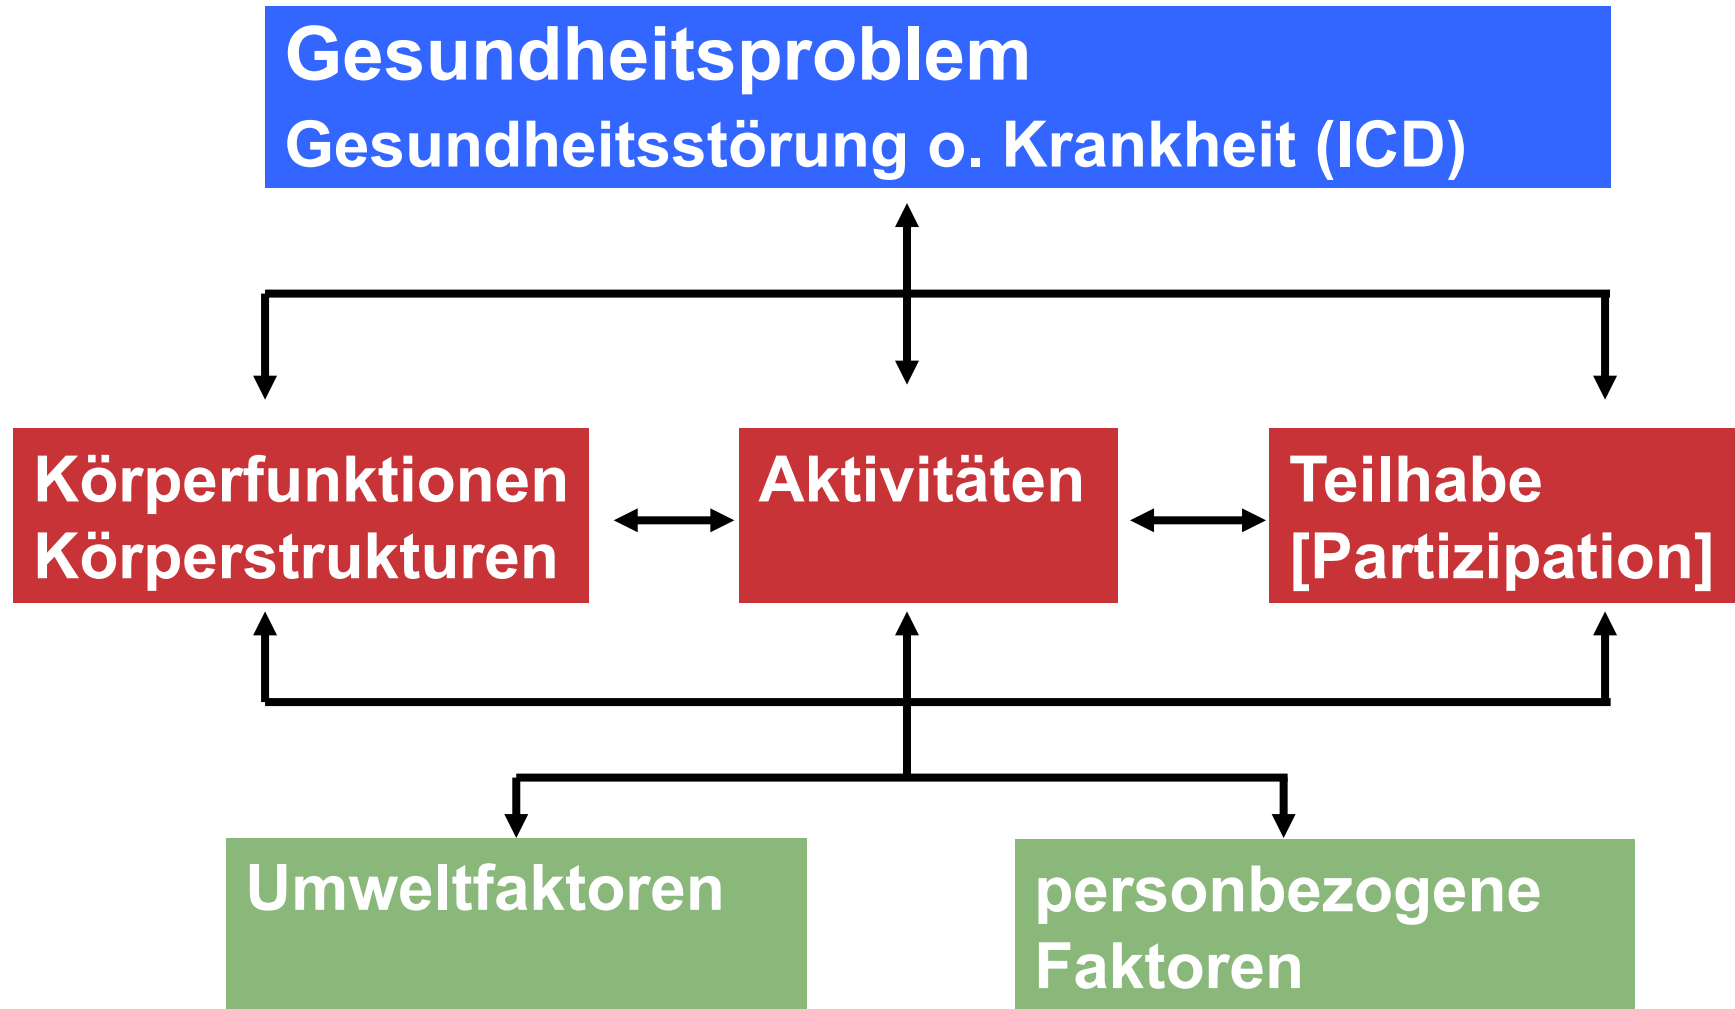 Gesundheitsproblem
Gesundheitsstörung o. Krankheit (ICD)
Körperfunktionen
Körperstrukturen
Aktivitäten
Teilhabe
[Partizipation]
Umweltfaktoren
personbezogene
Faktoren